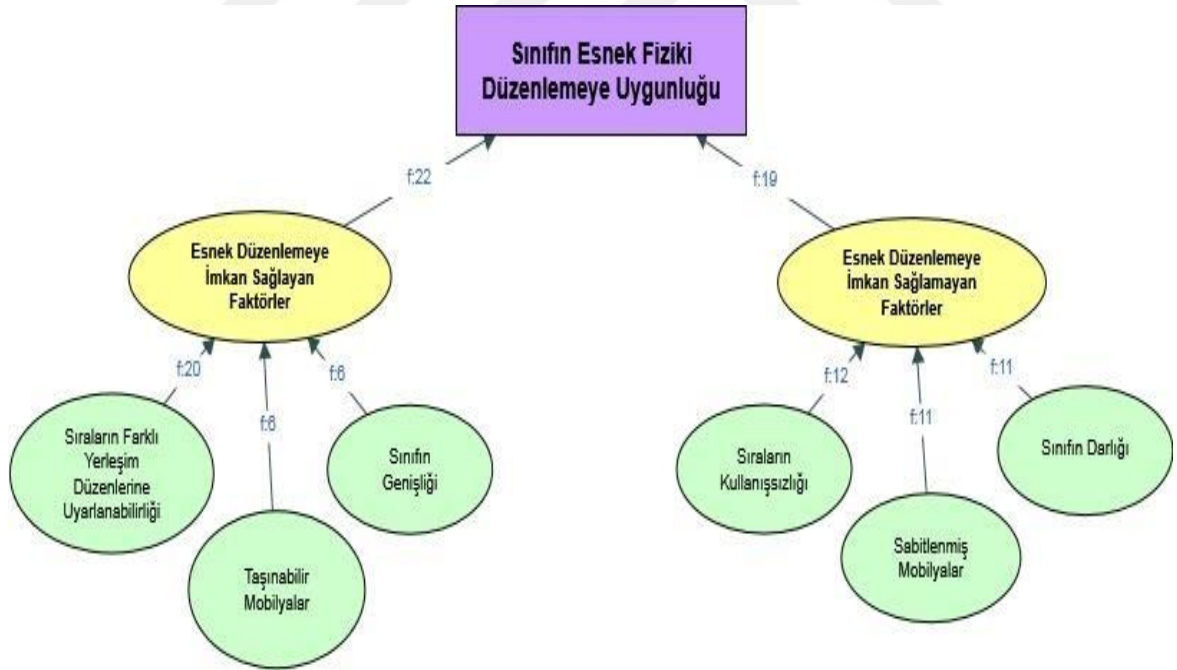 Sınıfın Esnek Fiziki
Düzenlemeye Uygunluğu
f:22
f:19
Esnek Düzenlemeye
İmkan Sağlayan
Faktörler
Esnek Düzenlemeye
İmkan Sağlamayan
Faktörler
f:20
f:6
f:6
f:12
f:11
f:11
Sıraların Farklı
Yerleşim
Düzenlerine
Uyarlanabilirliği
Taşınabilir
Mobilyalar
Sınıfın
Genişliği
Sıraların
Kullanışsızlığı
Sabitlenmiş
Mobilyalar
Sınıfın Darlığı